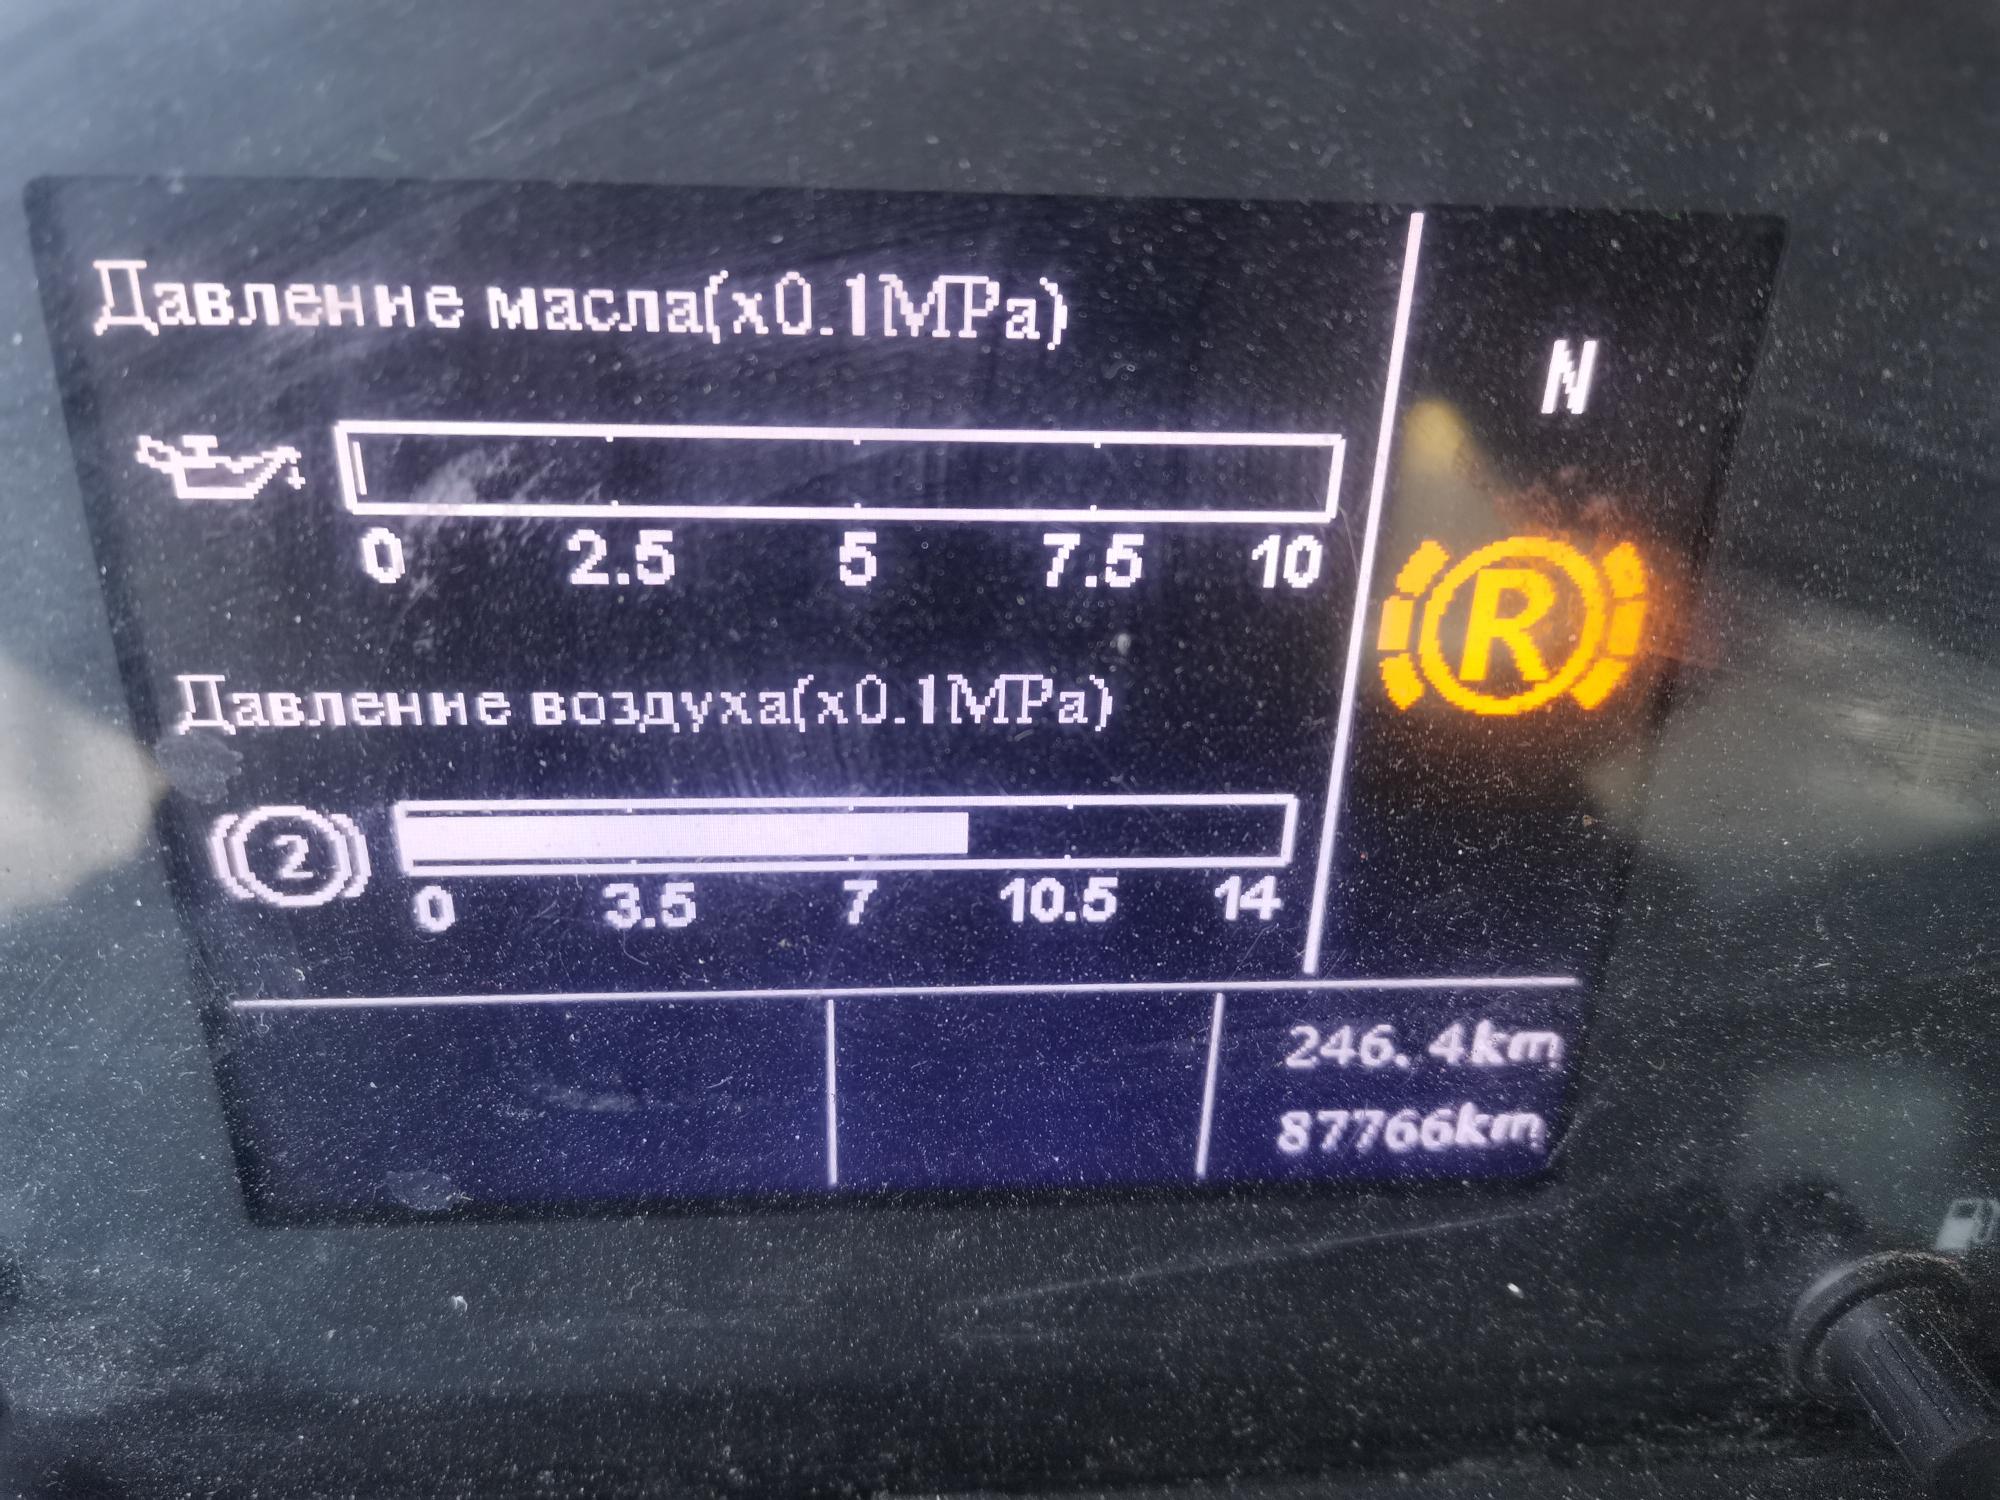 Давление масла(x0.1MPa)
N
0 2.5 5 7.5 10
R
Давление воздуха(x0.1MPa)
2
0 3.5 7 10.5 14
246.4km
87766km